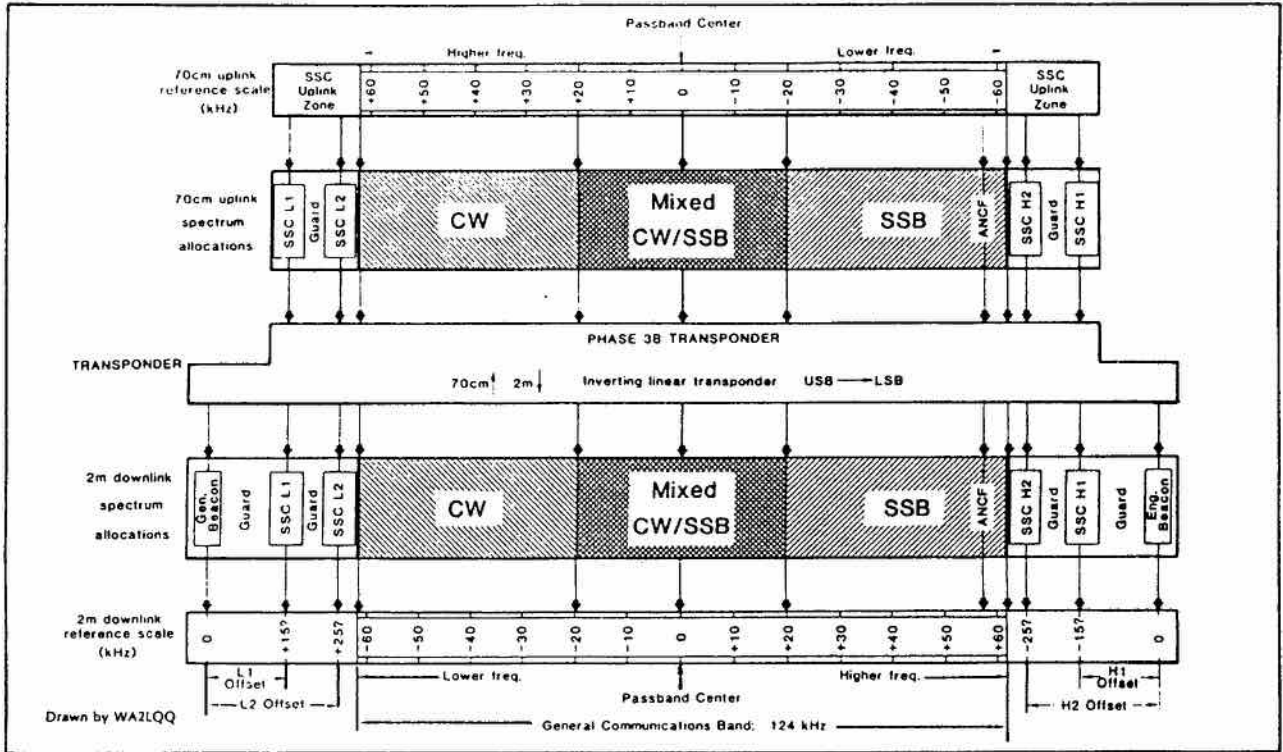 Passband Center
Higher freq.
Lower freq.
70cm uplink
reference scale
(kHz)
SSC
Uplink
Zone
+60
+50
+40
+30
+20
+10
0
-10
-20
-30
-40
-50
-60
SSC
Uplink
Zone
70cm uplink
spectrum
allocations
SSC L1
Guard
SSC L2
CW
Mixed
CW/SSB
SSB
ANCF
SSC H2
Guard
SSC H1
PHASE 3B TRANSPONDER
TRANSPONDER
70cm
2m
Inverting linear transponder
USB
LSB
2m downlink
spectrum
allocations
Gen.
Beacon
Guard
SSC L1
Guard
SSC L2
CW
Mixed
CW/SSB
SSB
ANCF
SSC H2
Guard
SSC H1
Guard
Eng.
Beacon
2m downlink
reference scale
(kHz)
0
+15?
+25?
-60
-50
-40
-30
-20
-10
0
+10
+20
+30
+40
+50
+60
-25?
-15?
0
L1
Offset
L2 Offset
Lower freq.
Passband Center
Higher freq.
H1
Offset
H2 Offset
General Communications Band: 124 kHz
Drawn by WA2LQQ